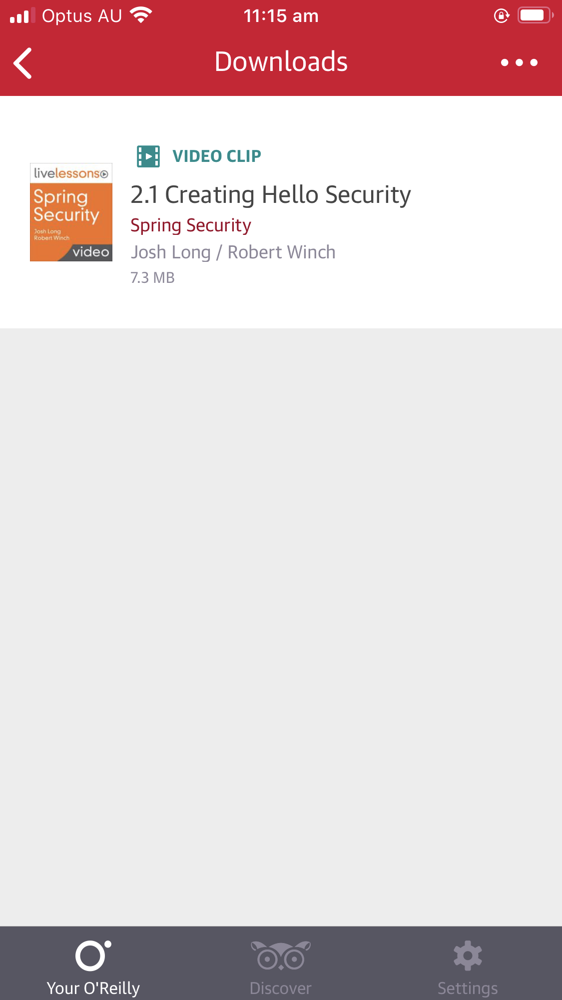 Optus AU 11:15 am
Downloads
VIDEO CLIP
livelessons
Spring
Security
Josh Long
Robert Winch
video
2.1 Creating Hello Security
Spring Security
Josh Long / Robert Winch
7.3 MB
Your O'Reilly Discover Settings